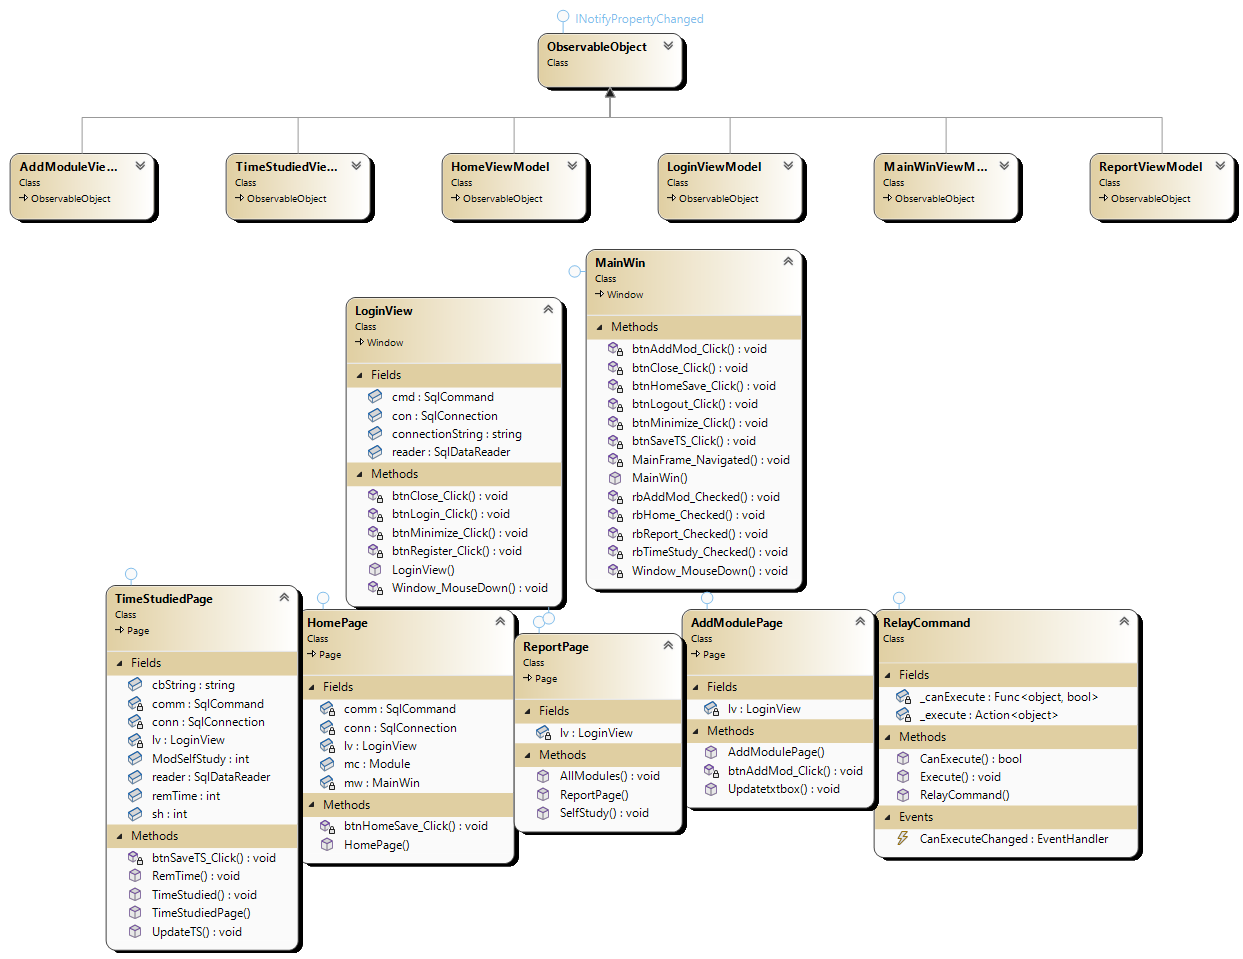 INotifyPropertyChanged
ObservableObject
Class
AddModuleVie...
Class
ObservableObject
TimeStudiedVie...
Class
ObservableObject
HomeViewModel
Class
ObservableObject
LoginViewModel
Class
ObservableObject
MainWinViewM...
Class
ObservableObject
ReportViewModel
Class
ObservableObject
MainWin
Class
Window
Methods
btnAddMod_Click() : void
btnClose_Click() : void
btnHomeSave_Click() : void
btnLogout_Click() : void
btnMinimize_Click() : void
btnSaveTS_Click() : void
MainFrame_Navigated() : void
MainWin()
rbAddMod_Checked() : void
rbHome_Checked() : void
rbReport_Checked() : void
rbTimeStudy_Checked() : void
Window_MouseDown() : void
LoginView
Class
Window
Fields
cmd : SqlCommand
con : SqlConnection
connectionString : string
reader : SqlDataReader
Methods
btnClose_Click() : void
btnLogin_Click() : void
btnMinimize_Click() : void
btnRegister_Click() : void
LoginView()
Window_MouseDown() : void
TimeStudiedPage
Class
Page
Fields
cbString : string
comm : SqlCommand
conn : SqlConnection
lv : LoginView
ModSelfStudy : int
reader : SqlDataReader
remTime : int
sh : int
Methods
btnSaveTS_Click() : void
RemTime() : void
TimeStudied() : void
TimeStudiedPage()
UpdateTS() : void
HomePage
Class
Page
Fields
comm : SqlCommand
conn : SqlConnection
lv : LoginView
mc : Module
mw : MainWin
Methods
btnHomeSave_Click() : void
HomePage()
ReportPage
Class
Page
Fields
lv : LoginView
Methods
AllModules() : void
ReportPage()
SelfStudy() : void
AddModulePage
Class
Page
Fields
lv : LoginView
Methods
AddModulePage()
btnAddMod_Click() : void
Updatetxtbox() : void
RelayCommand
Class
Fields
_canExecute : Func<object, bool>
_execute : Action<object>
Methods
CanExecute() : bool
Execute() : void
RelayCommand()
Events
CanExecuteChanged : EventHandler